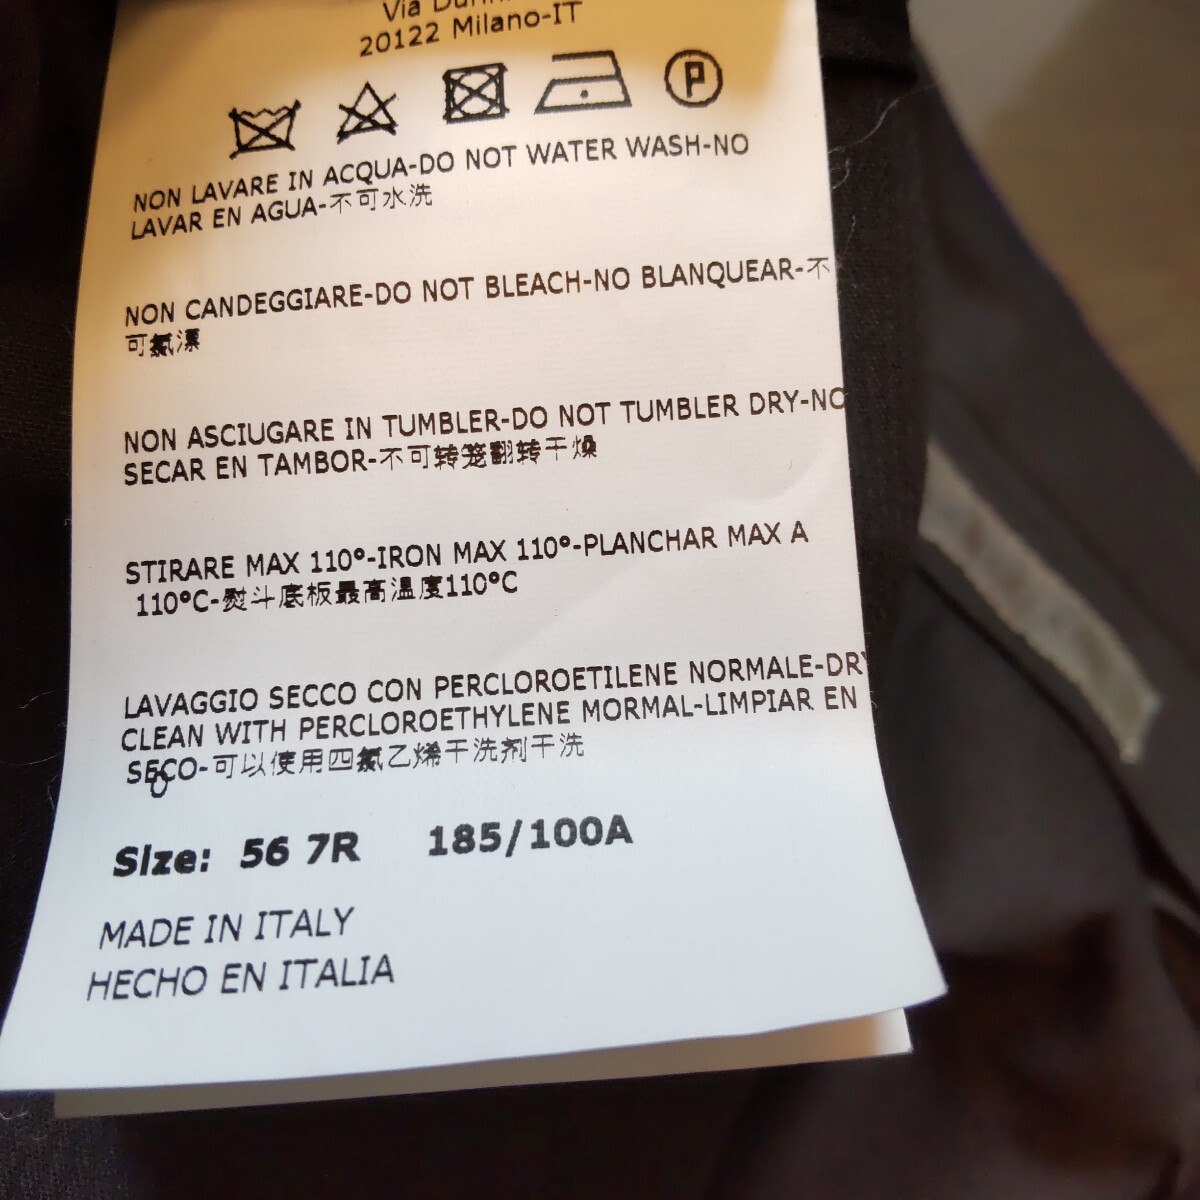 Via
20122 Milano-IT
P
NON LAVARE IN ACQUA-DO NOT WATER WASH-NO
LAVAR EN AGUA-不可水洗
NON CANDEGGIARE-DO NOT BLEACH-NO BLANQUEAR-不
可氯漂
NON ASCIUGARE IN TUMBLER-DO NOT TUMBLER DRY-NO
SECAR EN TAMBOR-不可转笼翻转干燥
STIRARE MAX 110°-IRON MAX 110°-PLANCHAR MAX A
110°C-熨斗底板最高温度110°C
LAVAGGIO SECCO CON PERCLOROETILENE NORMALE-DRY
CLEAN WITH PERCLOROETHYLENE MORMAL-LIMPIAR EN
SECO-可以使用四氯乙烯干洗剂干洗
Size: 56 7R 185/100A
MADE IN ITALY
HECHO EN ITALIA